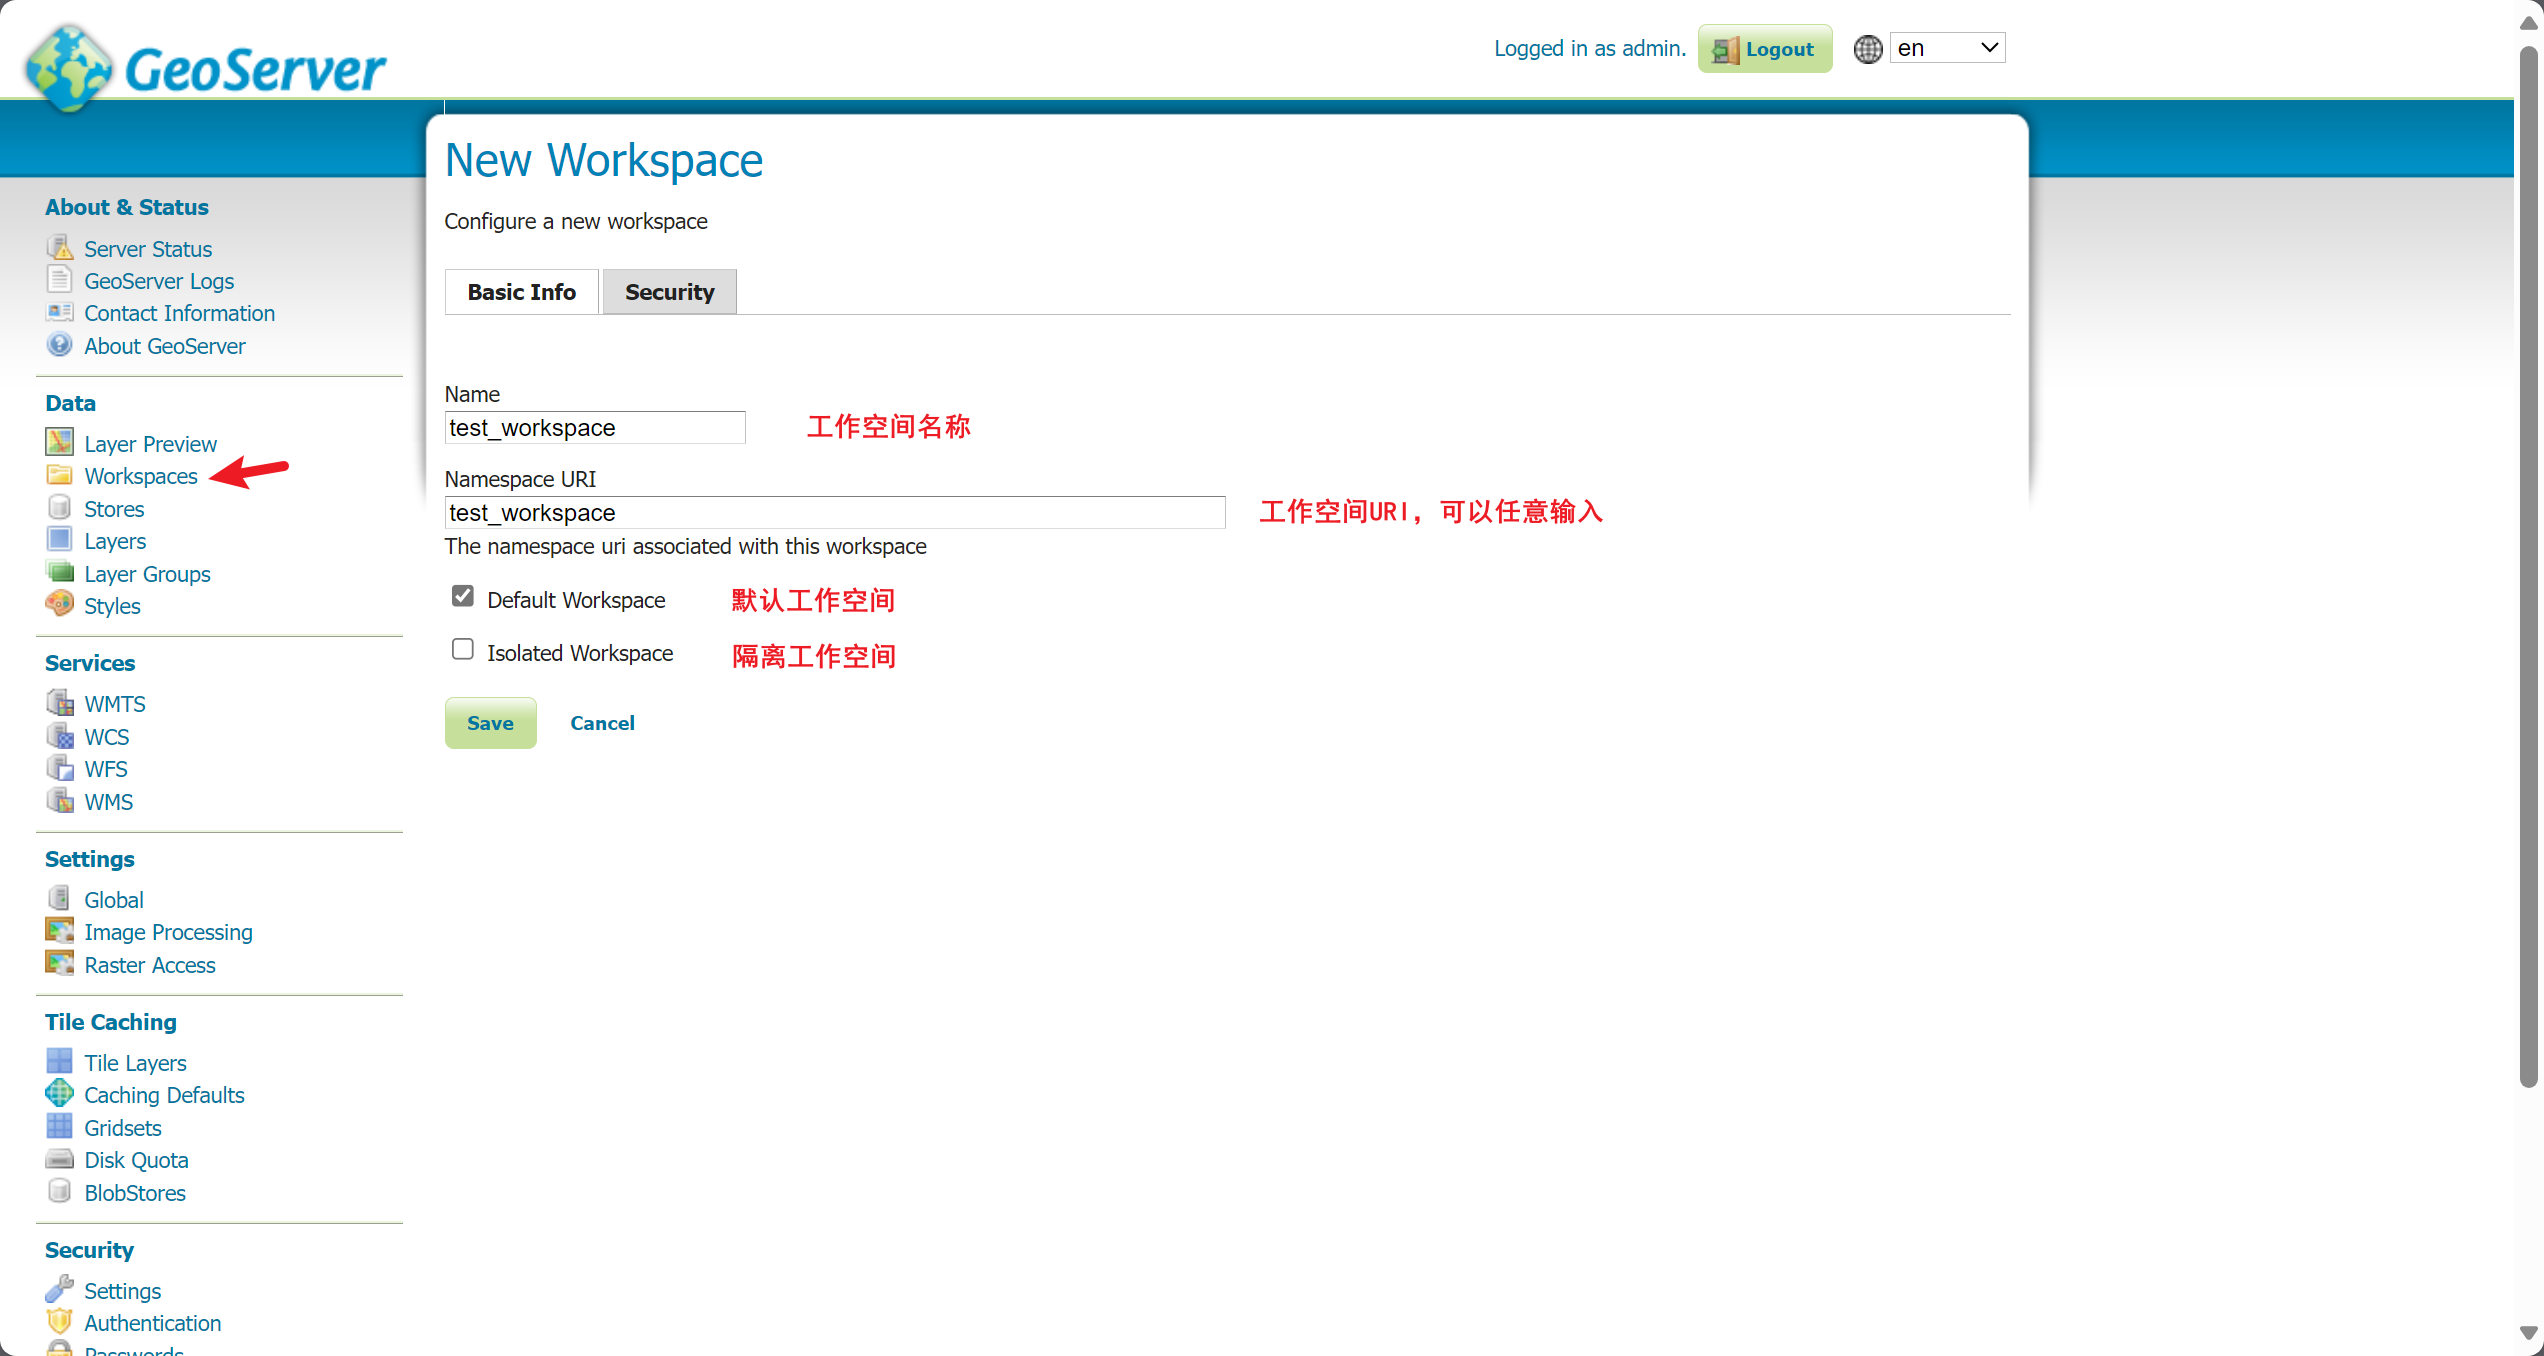 GeoServer
Logged in as admin.
Logout
en
About & Status
Server Status
GeoServer Logs
Contact Information
About GeoServer
Data
Layer Preview
Workspaces
Stores
Layers
Layer Groups
Styles
Services
WMTS
WCS
WFS
WMS
Settings
Global
Image Processing
Raster Access
Tile Caching
Tile Layers
Caching Defaults
Gridsets
Disk Quota
BlobStores
Security
Settings
Authentication
Passwords
New Workspace
Configure a new workspace
Basic Info Security
Name
test_workspace 工作空间名称
Namespace URI
test_workspace 工作空间URI，可以任意输入
The namespace uri associated with this workspace
Default Workspace 默认工作空间
Isolated Workspace 隔离工作空间
Save Cancel